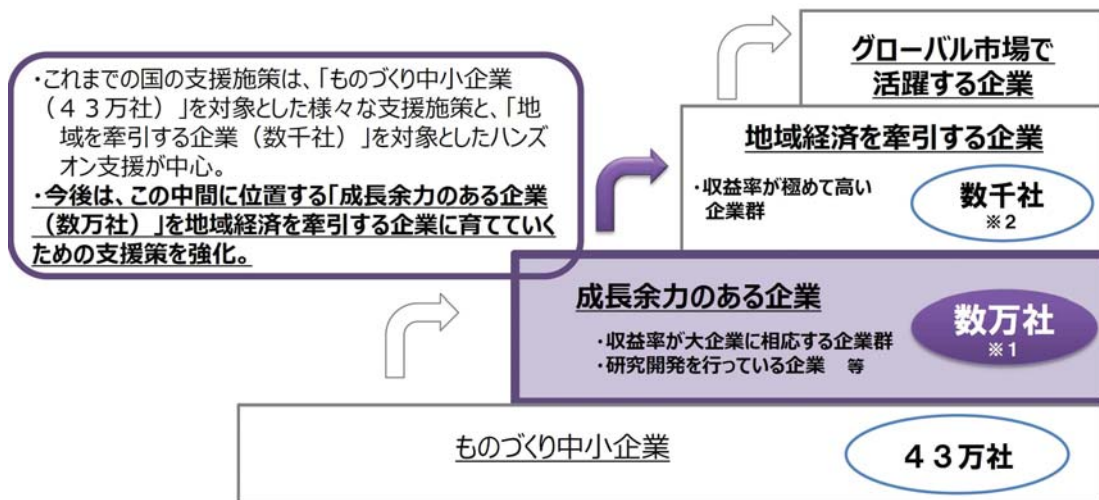 ・これまでの国の支援施策は、「ものづくり中小企業
（４３万社）」を対象とした様々な支援施策と、「地
域を牽引する企業（数千社）」を対象としたハンズ
オン支援が中心。
・今後は、この中間に位置する「成長余力のある企業
（数万社）」を地域経済を牽引する企業に育てていく
ための支援策を強化。
グローバル市場で
活躍する企業
地域経済を牽引する企業
・収益率が極めて高い
企業群
数千社
※2
成長余力のある企業
・収益率が大企業に相応する企業群
・研究開発を行っている企業　等
数万社
※1
ものづくり中小企業
４３万社